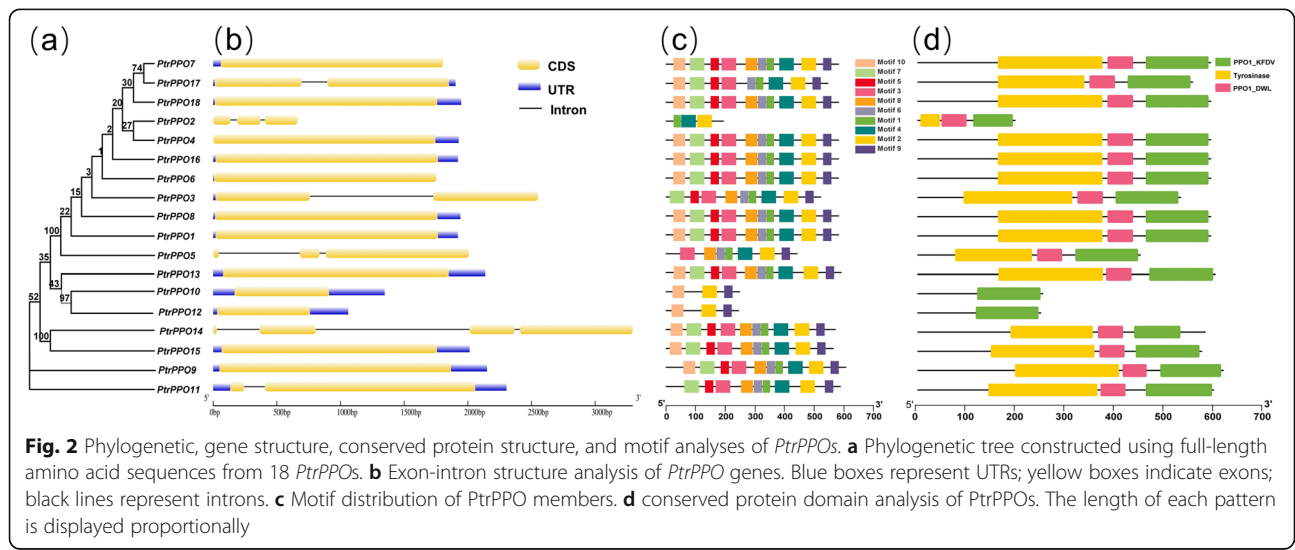 (a)
(b)
(c)
(d)
PtrPPO7
PtrPPO17
PtrPPO18
PtrPPO2
PtrPPO4
PtrPPO16
PtrPPO6
PtrPPO3
PtrPPO8
PtrPPO1
PtrPPO5
PtrPPO13
PtrPPO10
PtrPPO12
PtrPPO14
PtrPPO15
PtrPPO9
PtrPPO11
74
30
20
27
2
1
3
15
22
100
35
43
97
52
100
CDS
UTR
Intron
5'
3'
0bp
500bp
1000bp
1500bp
2000bp
2500bp
3000bp
Motif 10
Motif 7
Motif 5
Motif 3
Motif 8
Motif 6
Motif 1
Motif 4
Motif 2
Motif 9
5'
3'
0 100 200 300 400 500 600 700
PPO1_KFDV
Tyrosinase
PPO1_DWL
5'
3'
0 100 200 300 400 500 600 700
Fig. 2 Phylogenetic, gene structure, conserved protein structure, and motif analyses of PtrPPOs. a Phylogenetic tree constructed using full-length
amino acid sequences from 18 PtrPPOs. b Exon-intron structure analysis of PtrPPO genes. Blue boxes represent UTRs; yellow boxes indicate exons;
black lines represent introns. c Motif distribution of PtrPPO members. d conserved protein domain analysis of PtrPPOs. The length of each pattern
is displayed proportionally